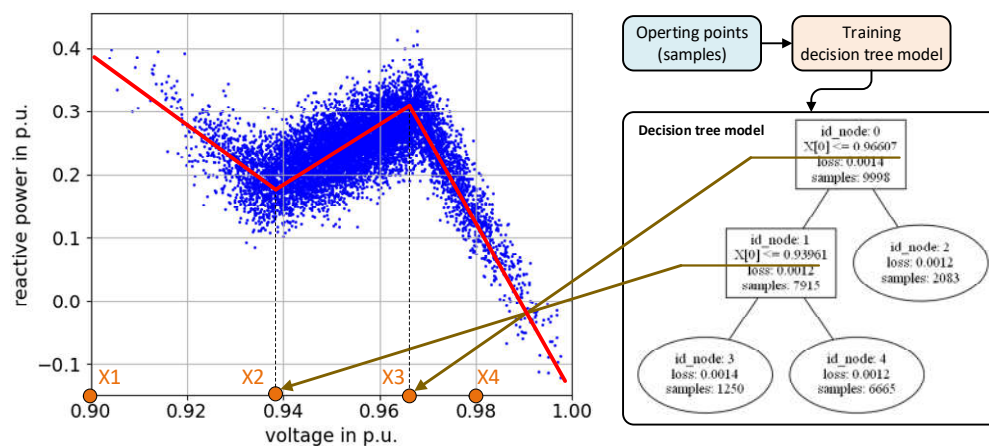 0.4
0.3
0.2
0.1
0.0
−0.1
reactive power in p.u.
X1
X2
X3
X4
0.90
0.92
0.94
0.96
0.98
1.00
voltage in p.u.
Operting points
(samples)
Training
decision tree model
Decision tree model
id_node: 0
X[0] <= 0.96607
loss: 0.0014
samples: 9998
id_node: 1
X[0] <= 0.93961
loss: 0.0012
samples: 7915
id_node: 2
loss: 0.0012
samples: 2083
id_node: 3
loss: 0.0014
samples: 1250
id_node: 4
loss: 0.0012
samples: 6665